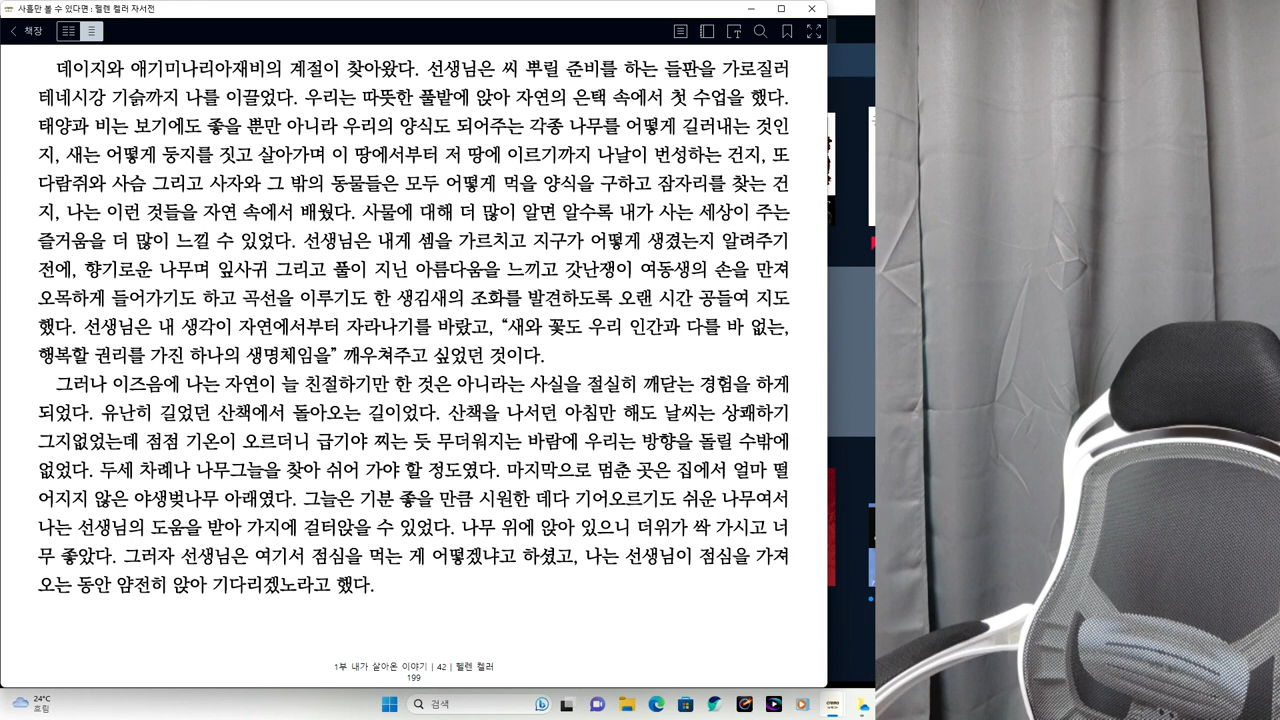 사흘만 볼 수 있다면 : 헬렌 켈러 자서전
책장
데이지와 애기미나리아재비의 계절이 찾아왔다. 선생님은 씨 뿌릴 준비를 하는 들판을 가로질러
테네시강 기슭까지 나를 이끌었다. 우리는 따뜻한 풀밭에 앉아 자연의 은택 속에서 첫 수업을 했다.
태양과 비는 보기에도 좋을 뿐만 아니라 우리의 양식도 되어주는 각종 나무를 어떻게 길러내는 것인
지, 새는 어떻게 둥지를 짓고 살아가며 이 땅에서부터 저 땅에 이르기까지 나날이 번성하는 건지, 또
다람쥐와 사슴 그리고 사자와 그 밖의 동물들은 모두 어떻게 먹을 양식을 구하고 잠자리를 찾는 건
지, 나는 이런 것들을 자연 속에서 배웠다. 사물에 대해 더 많이 알면 알수록 내가 사는 세상이 주는
즐거움을 더 많이 느낄 수 있었다. 선생님은 내게 셈을 가르치고 지구가 어떻게 생겼는지 알려주기
전에, 향기로운 나무며 잎사귀 그리고 풀이 지닌 아름다움을 느끼고 갓난쟁이 여동생의 손을 만져
오목하게 들어가기도 하고 곡선을 이루기도 한 생김새의 조화를 발견하도록 오랜 시간 공들여 지도
했다. 선생님은 내 생각이 자연에서부터 자라나기를 바랐고, “새와 꽃도 우리 인간과 다를 바 없는,
행복할 권리를 가진 하나의 생명체임을” 깨우쳐주고 싶었던 것이다.
그러나 이즈음에 나는 자연이 늘 친절하기만 한 것은 아니라는 사실을 절실히 깨닫는 경험을 하게
되었다. 유난히 길었던 산책에서 돌아오는 길이었다. 산책을 나서던 아침만 해도 날씨는 상쾌하기
그지없었는데 점점 기온이 오르더니 급기야 찌는 듯 무더워지는 바람에 우리는 방향을 돌릴 수밖에
없었다. 두세 차례나 나무그늘을 찾아 쉬어 가야 할 정도였다. 마지막으로 멈춘 곳은 집에서 얼마 떨
어지지 않은 야생벚나무 아래였다. 그늘은 기분 좋을 만큼 시원한 데다 기어오르기도 쉬운 나무여서
나는 선생님의 도움을 받아 가지에 걸터앉을 수 있었다. 나무 위에 앉아 있으니 더위가 싹 가시고 너
무 좋았다. 그러자 선생님은 여기서 점심을 먹는 게 어떻겠냐고 하셨고, 나는 선생님이 점심을 가져
오는 동안 얌전히 앉아 기다리겠노라고 했다.
1부 내가 살아온 이야기 | 42 | 헬렌 켈러
199
24°C
흐림
검색